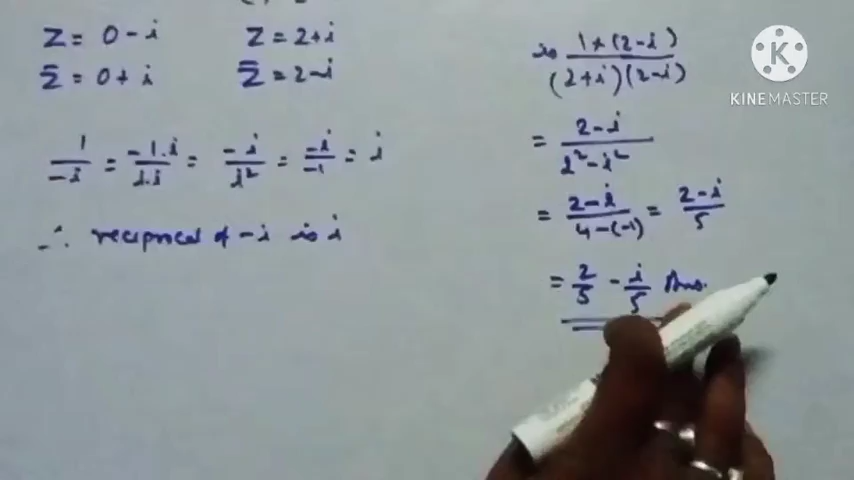 z = 0 - i
z̄ = 0 + i
z = 2+i
z̄ = 2-i
1/-i = -1.i/i.i = -i/i² = -i/-1 = i
∴ reciprocal of -i is i
is 1×(2-i)/(2+i)(2-i)
= 2-i/2²-i²
= 2-i/4-(-1) = 2-i/5
= 2/5 - i/5 Ans.
KINEMASTER